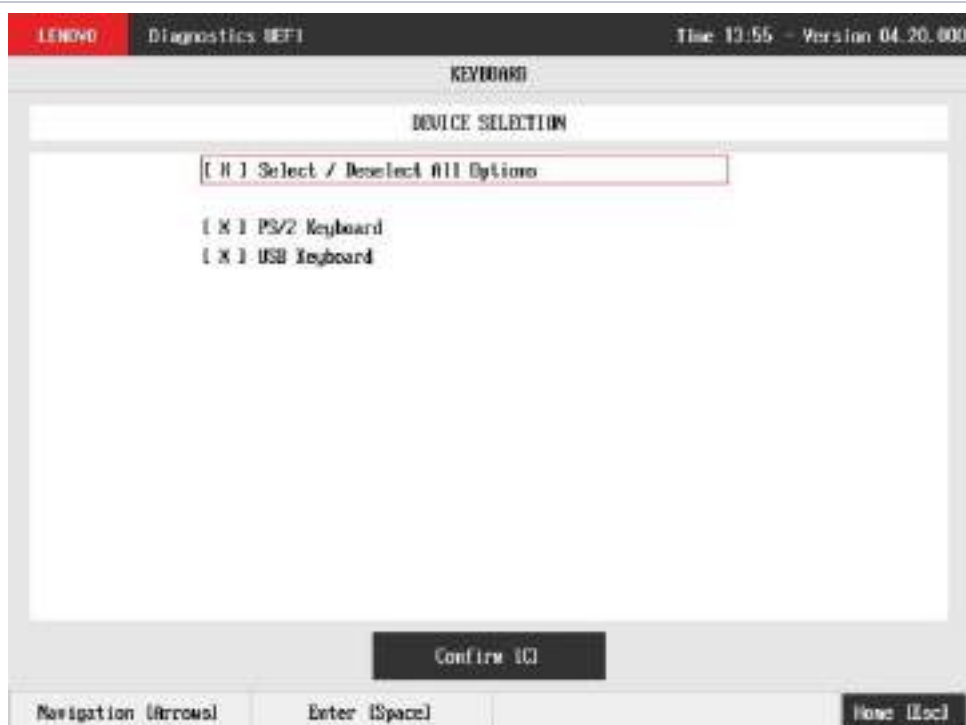 LENOVO Diagnostics UEFI Time 13:55 - Version 04.20.000
KEYBOARD
DEVICE SELECTION
[ X ] Select / Deselect All Options
[ X ] PS/2 Keyboard
[ X ] USB Keyboard
Confirm [C]
Navigation [Arrows] Enter [Space] Home [Esc]